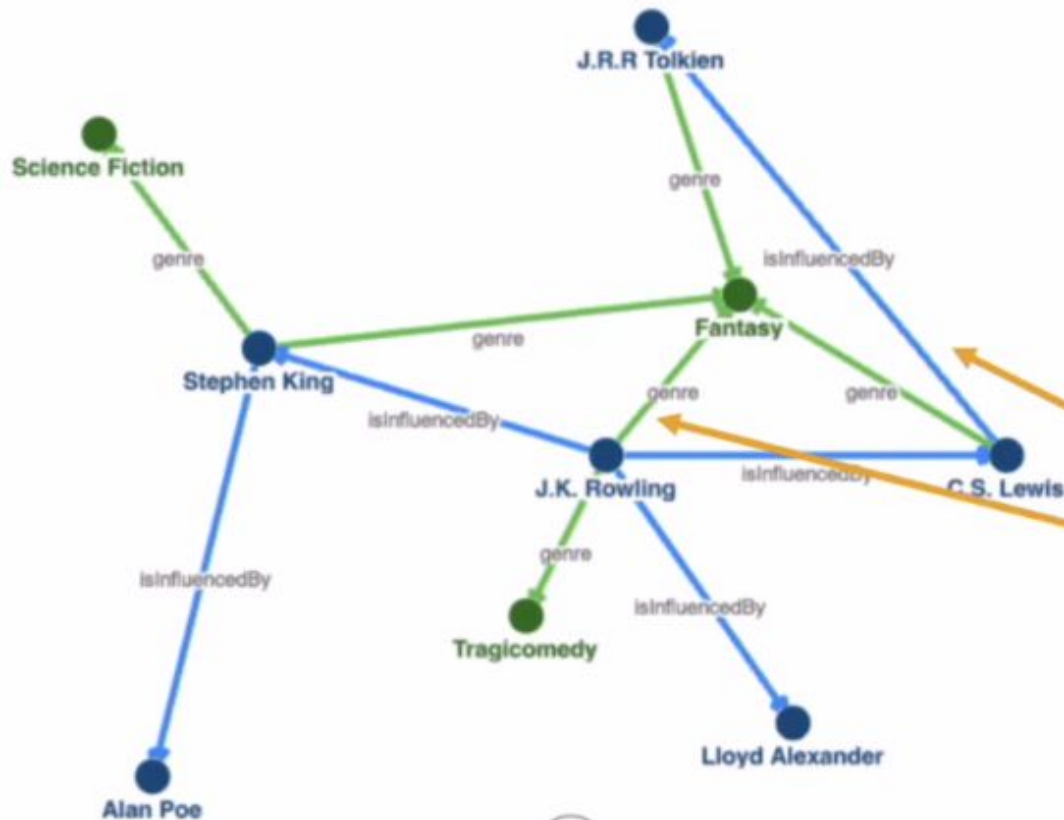 J.R.R Tolkien
Science Fiction
genre
isInfluencedBy
genre
Fantasy
genre
Stephen King
genre
genre
isInfluencedBy
isInfluencedBy
J.K. Rowling
C.S. Lewis
genre
isInfluencedBy
isInfluencedBy
Tragicomedy
Lloyd Alexander
Alan Poe